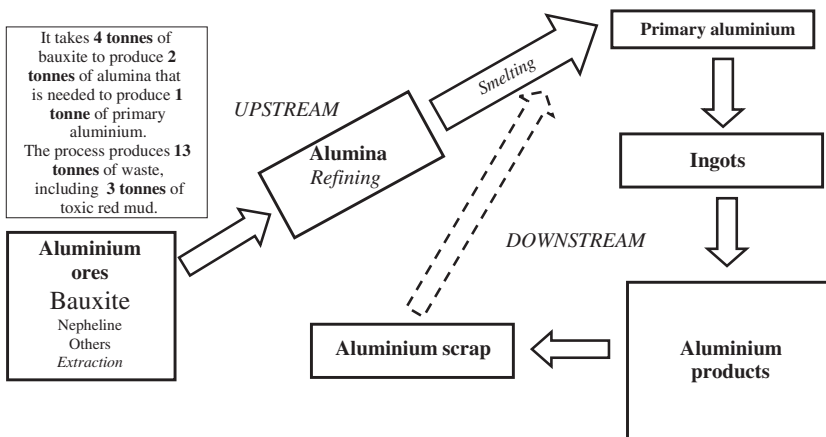 It takes 4 tonnes of
bauxite to produce 2
tonnes of alumina that
is needed to produce 1
tonne of primary
aluminium.
The process produces 13
tonnes of waste,
including 3 tonnes of
toxic red mud.
UPSTREAM
Aluminium
ores
Bauxite
Nepheline
Others
Extraction
Alumina
Refining
Smelting
Primary aluminium
Ingots
DOWNSTREAM
Aluminium
products
Aluminium scrap